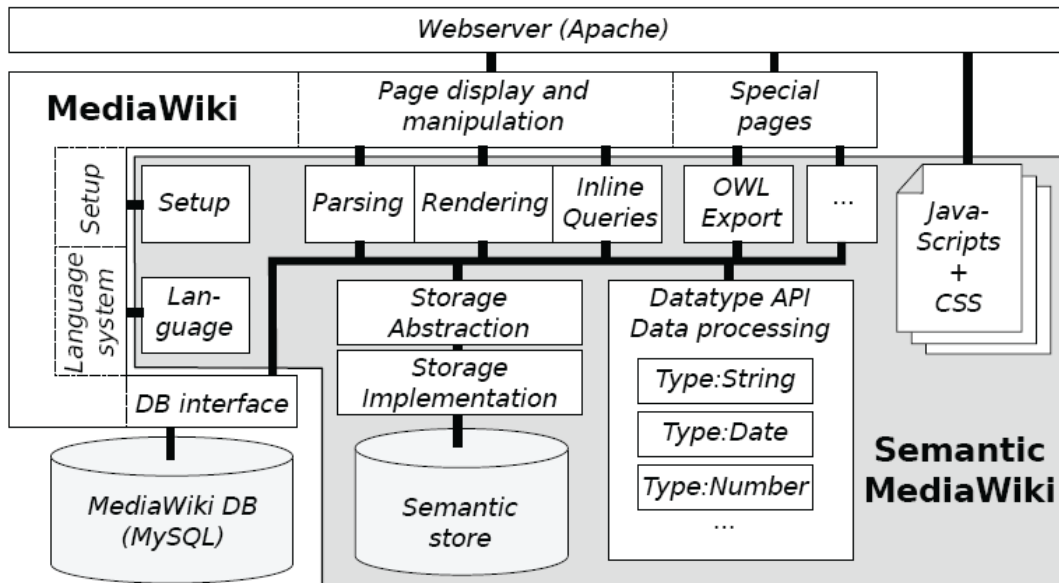 Webserver (Apache)
MediaWiki
Page display and
manipulation
Special
pages
Setup
Language
system
Setup
Parsing
Rendering
Inline
Queries
OWL
Export
...
Java-
Scripts
+
CSS
Lan-
guage
Storage
Abstraction
Storage
Implementation
Datatype API
Data processing
Type:String
Type:Date
Type:Number
...
DB interface
MediaWiki DB
(MySQL)
Semantic
store
Semantic
MediaWiki